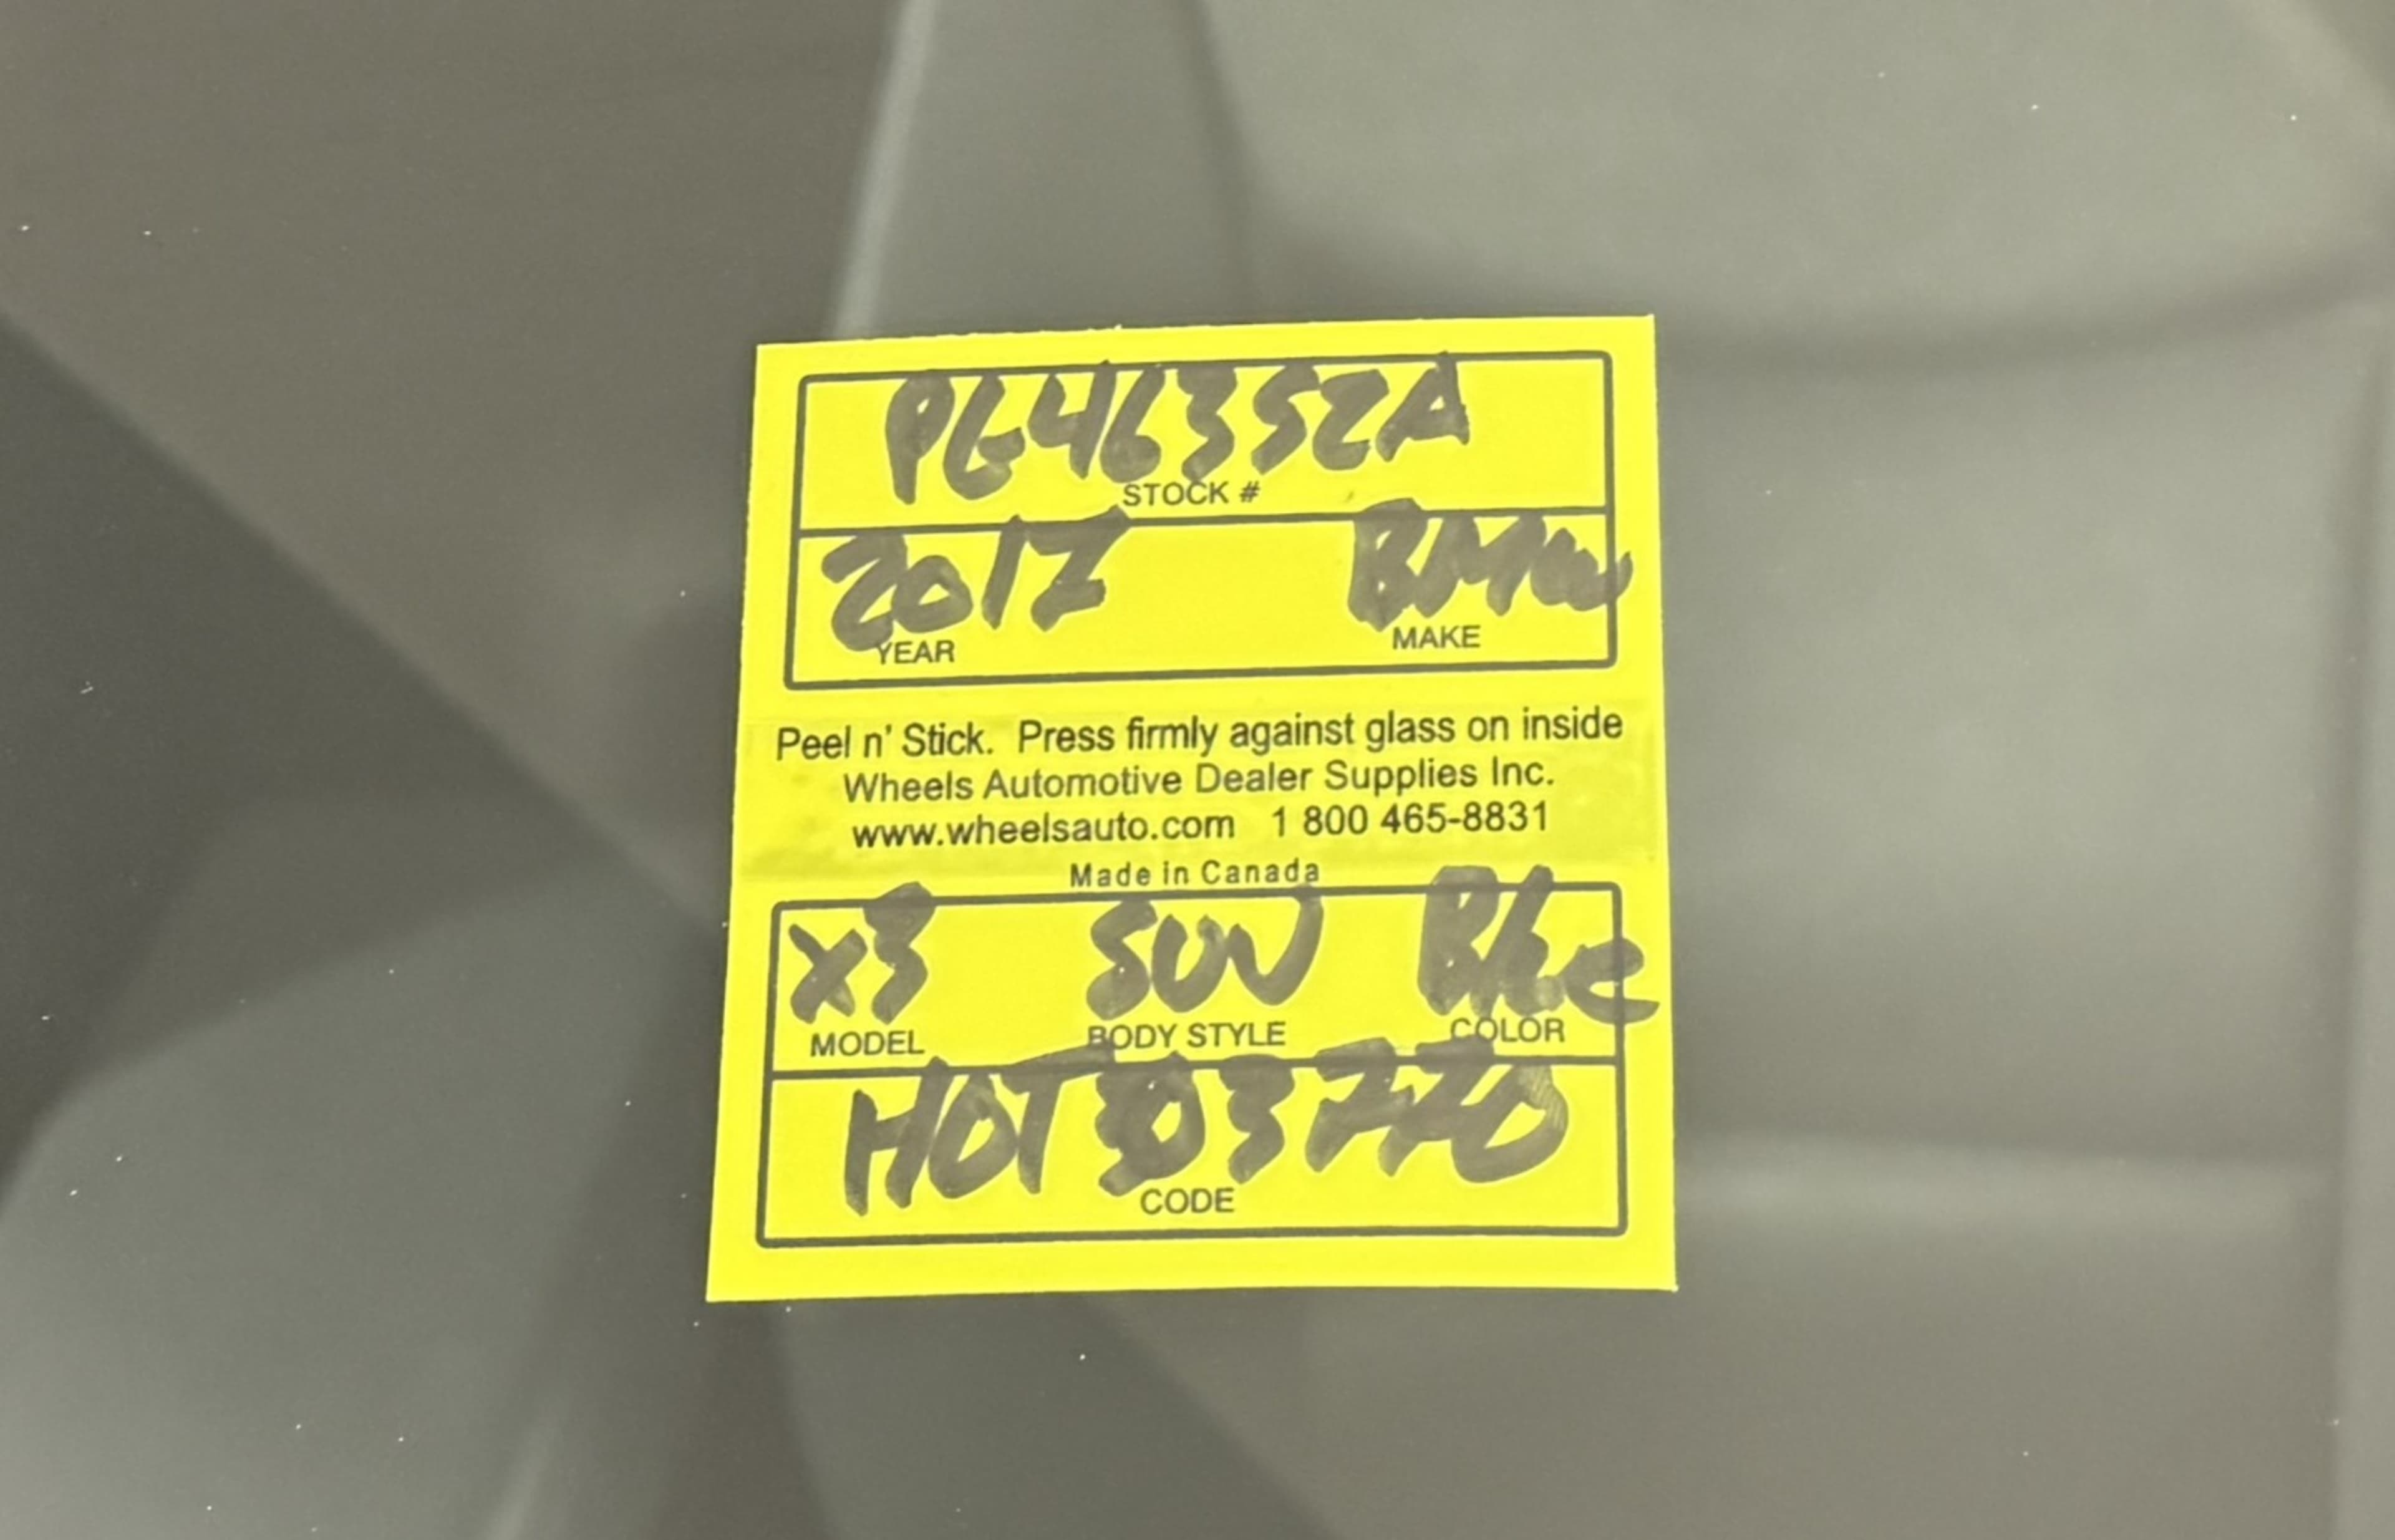 PG46352A
STOCK #
2017 BMW
YEAR MAKE
Peel n' Stick. Press firmly against glass on inside
Wheels Automotive Dealer Supplies Inc.
www.wheelsauto.com 1 800 465-8831
Made in Canada
X3 SUV
MODEL BODY STYLE COLOR
HOT303770
CODE